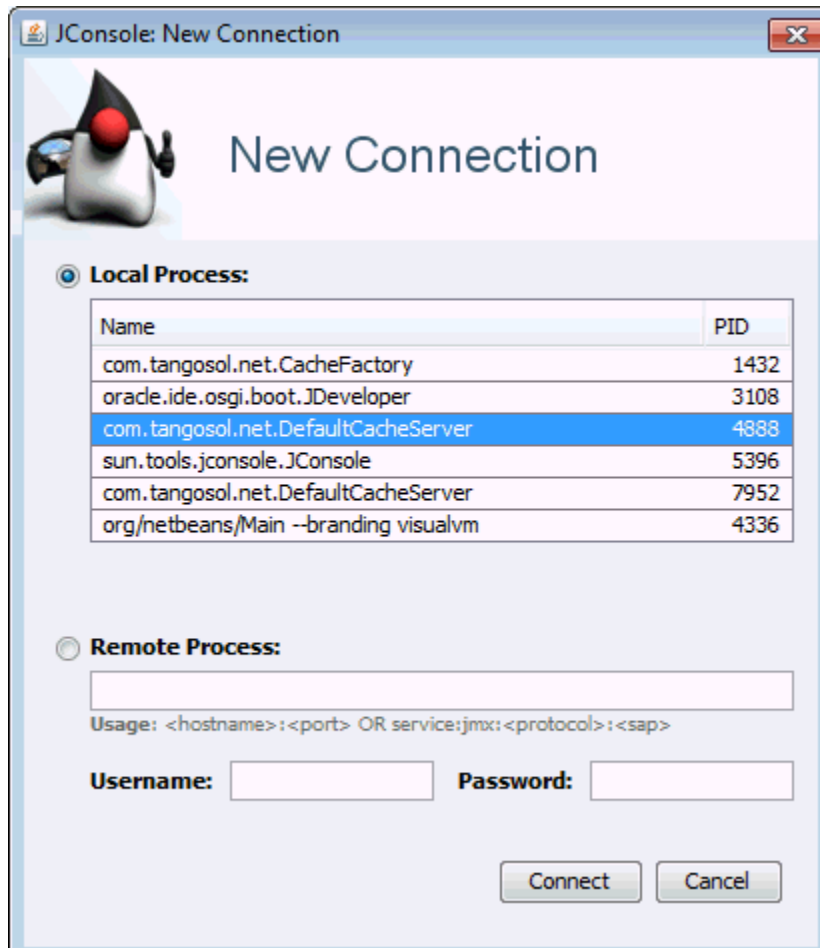 JConsole: New Connection
New Connection
Local Process:
Name PID
com.tangosol.net.CacheFactory 1432
oracle.ide.osgi.boot.JDeveloper 3108
com.tangosol.net.DefaultCacheServer 4888
sun.tools.jconsole.JConsole 5396
com.tangosol.net.DefaultCacheServer 7952
org/netbeans/Main --branding visualvm 4336
Remote Process:
Usage: <hostname>:<port> OR service:jmx:<protocol>:<sap>
Username: Password:
Connect Cancel